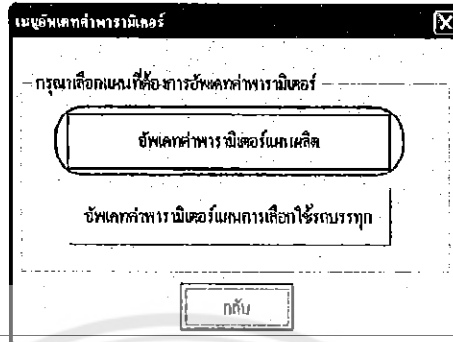 เมนูอัพเดทค่าพารามิเตอร์
กรุณาเลือกแผนที่ต้องการอัพเดทค่าพารามิเตอร์
อัพเดทค่าพารามิเตอร์แผนผลิต
อัพเดทค่าพารามิเตอร์แผนการเลือกใช้รถบรรทุก
กลับ